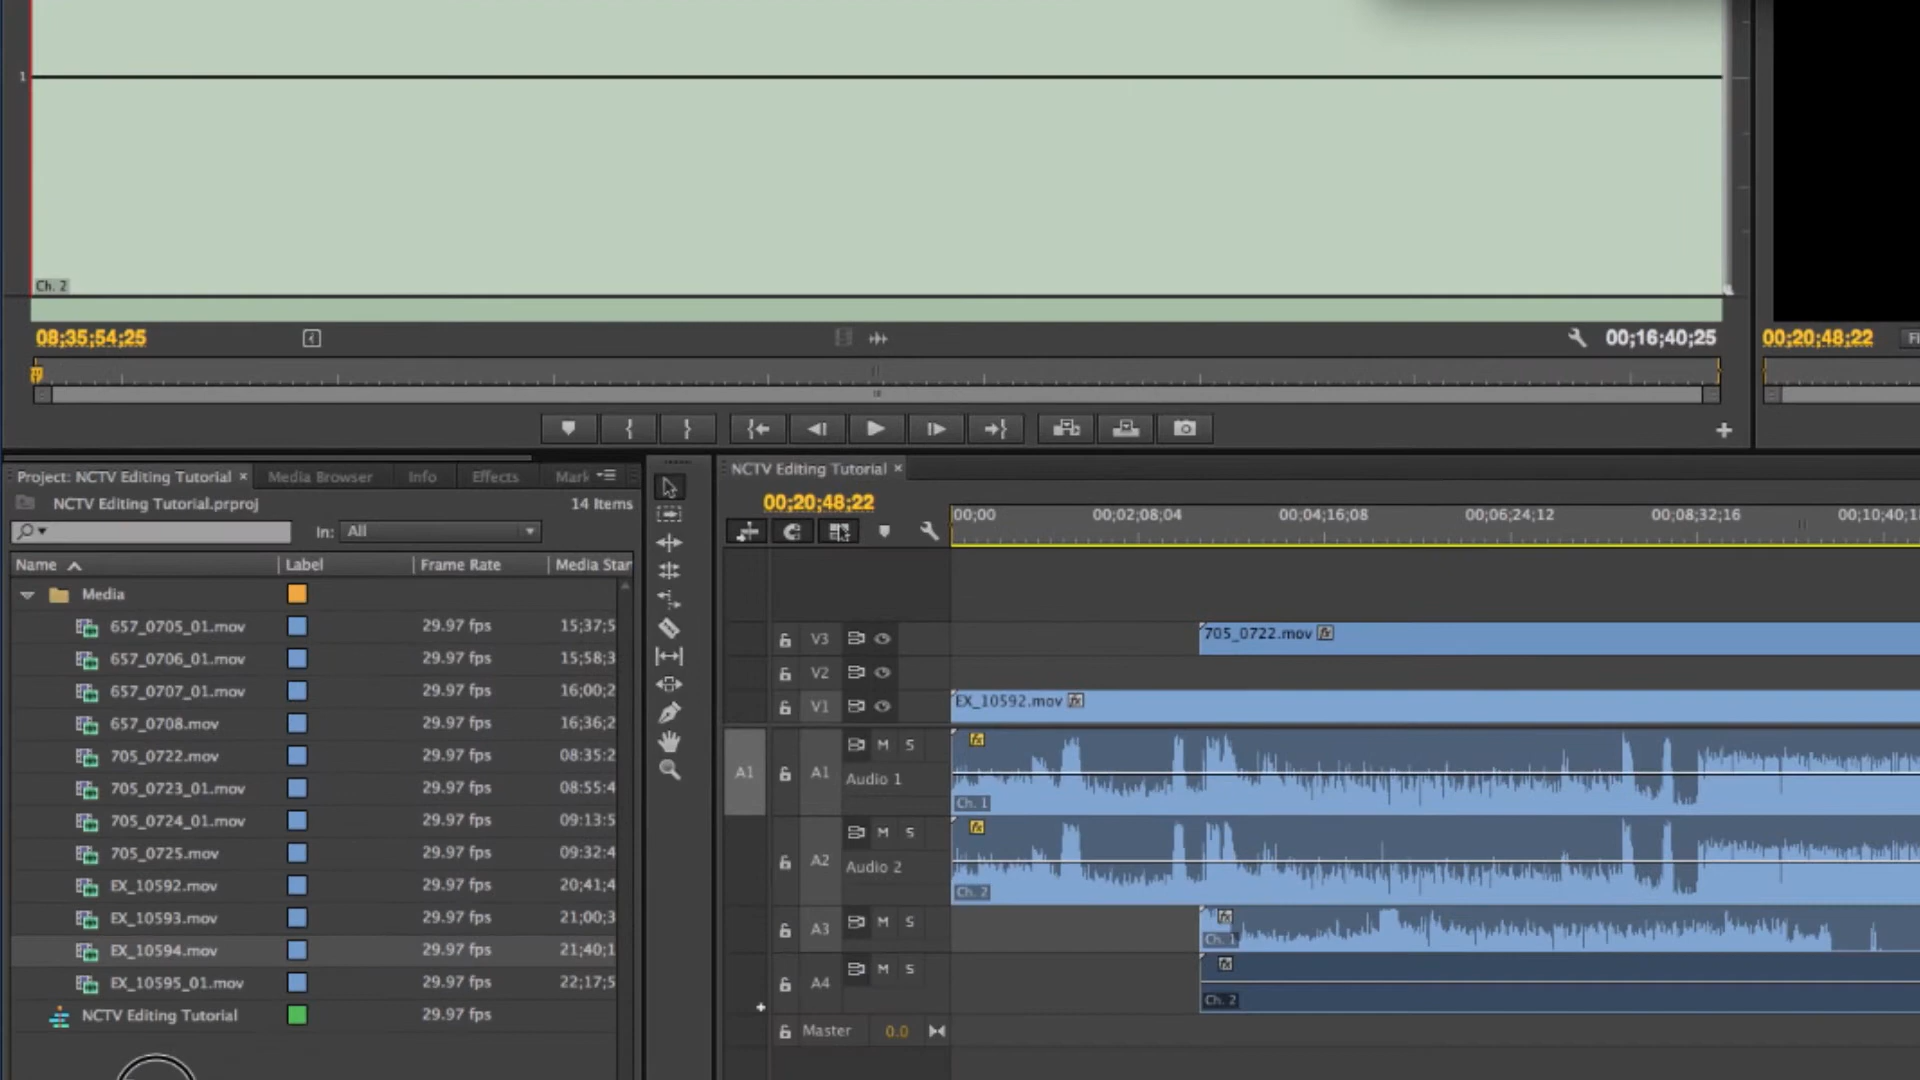 1
Ch. 2
08;35;54;25
00;16;40;25
00;20;48;22
Project: NCTV Editing Tutorial ×
Media Browser
Info
Effects
Mark
NCTV Editing Tutorial.prproj
14 Items
In: All
Name
Label
Frame Rate
Media Star
Media
657_0705_01.mov 29.97 fps 15;37;5
657_0706_01.mov 29.97 fps 15;58;3
657_0707_01.mov 29.97 fps 16;00;2
657_0708.mov 29.97 fps 16;36;2
705_0722.mov 29.97 fps 08:35:2
705_0723_01.mov 29.97 fps 08:55:4
705_0724_01.mov 29.97 fps 09:13:5
705_0725.mov 29.97 fps 09:32:4
EX_10592.mov 29.97 fps 20;41;4
EX_10593.mov 29.97 fps 21;00;3
EX_10594.mov 29.97 fps 21;40;1
EX_10595_01.mov 29.97 fps 22;17;5
NCTV Editing Tutorial 29.97 fps
NCTV Editing Tutorial ×
00;20;48;22
00;00 00;02;08;04 00;04;16;08 00;06;24;12 00;08;32;16 00;10;40;1
V3
705_0722.mov fx
V2
V1
EX_10592.mov fx
A1 A1 M S
Audio 1
fx
Ch. 1
A2 M S
Audio 2
fx
Ch. 2
A3 M S
fx
Ch. 1
A4 M S
fx
Ch. 2
Master 0.0